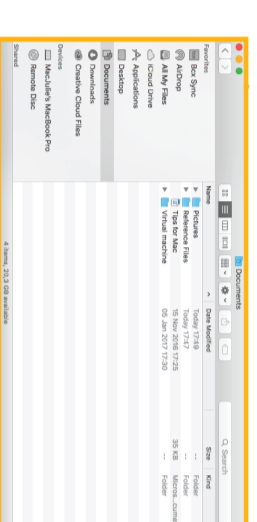 Documents
Search
Favorites
Box Sync
AirDrop
All My Files
iCloud Drive
Applications
Desktop
Documents
Downloads
Creative Cloud Files
Devices
MacJulie's MacBook Pro
Remote Disc
Shared
Name Date Modified Size Kind
Pictures Today 17:49 -- Folder
Reference Files Today 17:47 -- Folder
Tips for Mac 15 Nov 2016 17:25 35 KB Micros...cume
Virtual machine 05 Jan 2017 17:30 -- Folder
4 items, 20,3 GB available